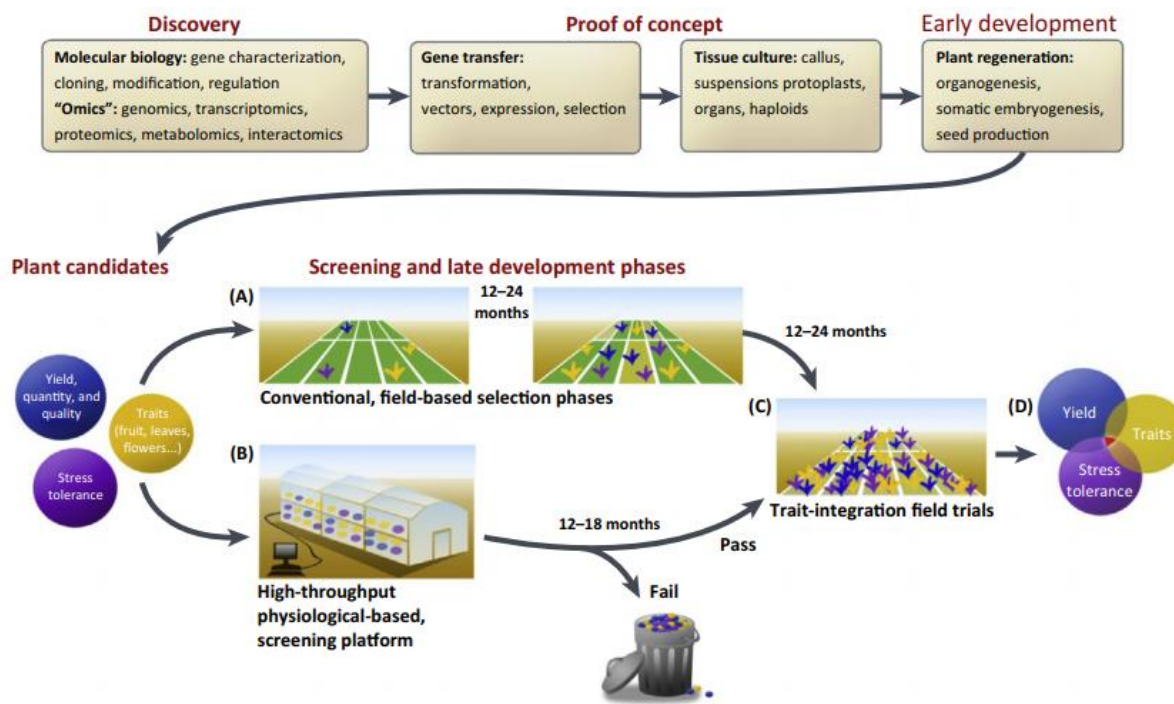 Discovery
Proof of concept
Early development
Molecular biology: gene characterization,
cloning, modification, regulation
“Omics”: genomics, transcriptomics,
proteomics, metabolomics, interactomics
Gene transfer:
transformation,
vectors, expression, selection
Tissue culture: callus,
suspensions protoplasts,
organs, haploids
Plant regeneration:
organogenesis,
somatic embryogenesis,
seed production
Plant candidates
Screening and late development phases
Yield,
quantity, and
quality
Traits
(fruit, leaves,
flowers...)
Stress
tolerance
(A)
12–24
months
Conventional, field-based selection phases
12–24 months
(B)
High-throughput
physiological-based,
screening platform
12–18 months
Pass
Fail
(C)
Trait-integration field trials
(D)
Yield
Traits
Stress
tolerance